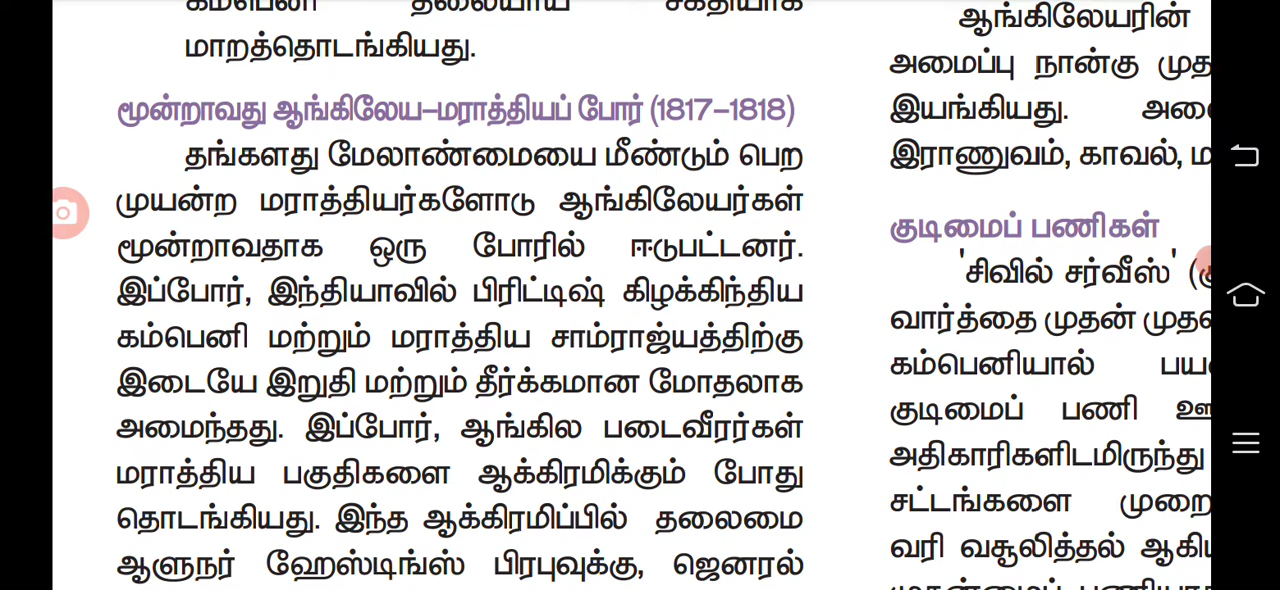 கம்பெனி தலையாய சக்தியாக
மாறத்தொடங்கியது.
மூன்றாவது ஆங்கிலேய–மராத்தியப் போர் (1817–1818)
தங்களது மேலாண்மையை மீண்டும் பெற
முயன்ற மராத்தியர்களோடு ஆங்கிலேயர்கள்
மூன்றாவதாக ஒரு போரில் ஈடுபட்டனர்.
இப்போர், இந்தியாவில் பிரிட்டிஷ் கிழக்கிந்திய
கம்பெனி மற்றும் மராத்திய சாம்ராஜ்யத்திற்கு
இடையே இறுதி மற்றும் தீர்க்கமான மோதலாக
அமைந்தது. இப்போர், ஆங்கில படைவீரர்கள்
மராத்திய பகுதிகளை ஆக்கிரமிக்கும் போது
தொடங்கியது. இந்த ஆக்கிரமிப்பில் தலைமை
ஆளுநர் ஹேஸ்டிங்ஸ் பிரபுவுக்கு, ஜெனரல்
ஆங்கிலேயரின்
அமைப்பு நான்கு
இயங்கியது.
இராணுவம், காவல்,
குடிமைப் பணிகள்
'சிவில் சர்வீஸ்'
வார்த்தை முதன்
கம்பெனியால்
குடிமைப் பணி
அதிகாரிகளிடமிருந்து
சட்டங்களை
வரி வசூலித்தல்